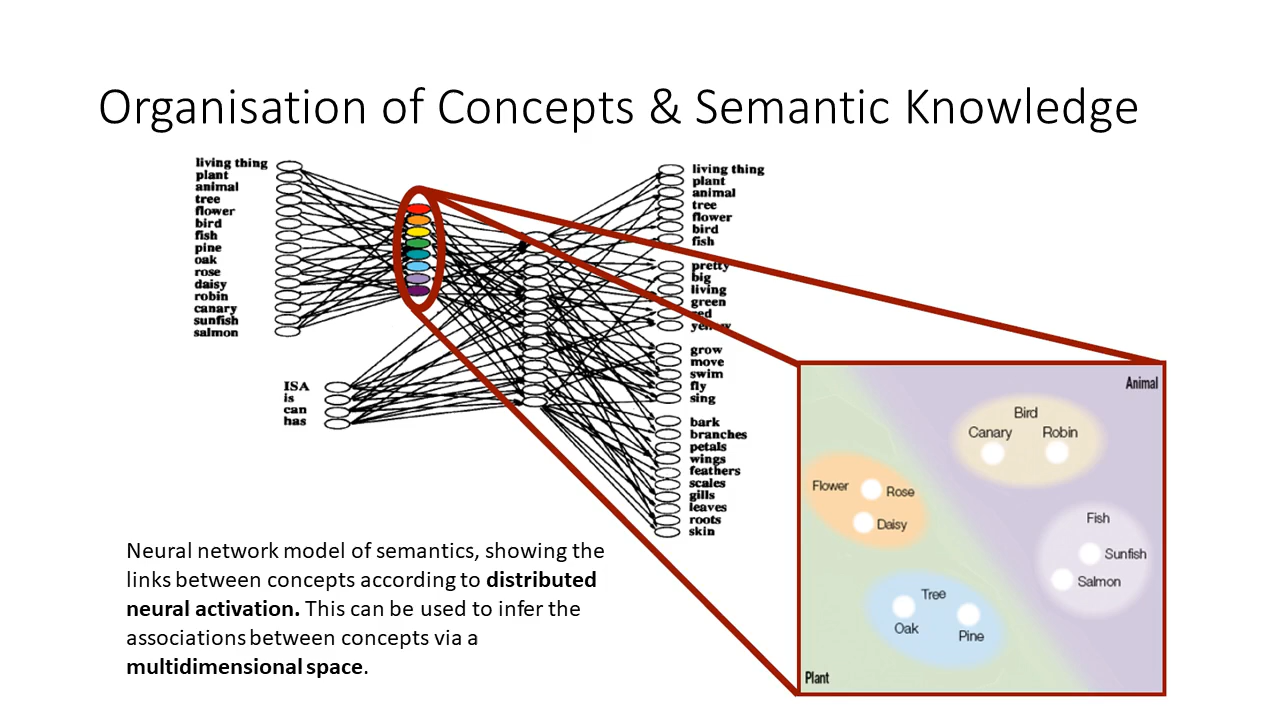 Organisation of Concepts & Semantic Knowledge
living thing
plant
animal
tree
flower
bird
fish
pine
oak
rose
daisy
robin
canary
sunfish
salmon
ISA
is
can
has
living thing
plant
animal
tree
flower
bird
fish
pretty
big
living
green
red
yellow
grow
move
swim
fly
sing
bark
branches
petals
wings
feathers
scales
gills
leaves
roots
skin
Animal
Bird
Canary Robin
Flower Rose
Daisy
Fish
Sunfish
Salmon
Tree
Oak Pine
Plant
Neural network model of semantics, showing the
links between concepts according to distributed
neural activation. This can be used to infer the
associations between concepts via a
multidimensional space.